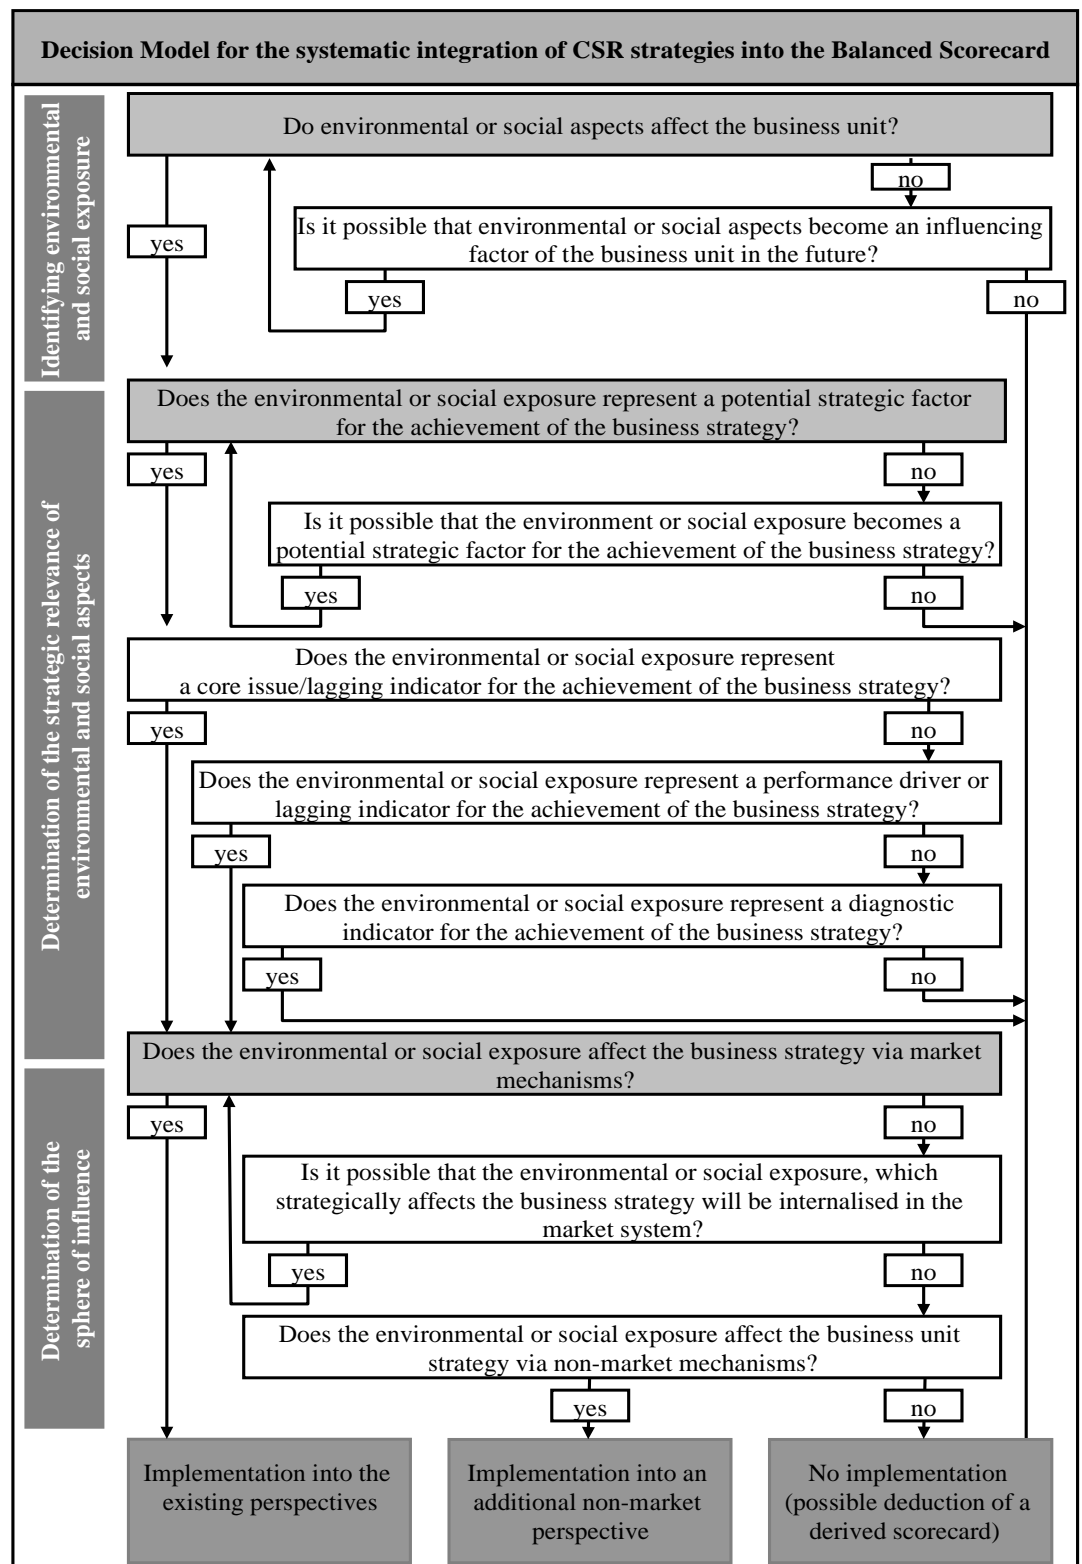 Decision Model for the systematic integration of CSR strategies into the Balanced Scorecard
Identifying environmental
and social exposure
Do environmental or social aspects affect the business unit?
no
yes
Is it possible that environmental or social aspects become an influencing
factor of the business unit in the future?
yes
no
Determination of the strategic relevance of
environmental and social aspects
Does the environmental or social exposure represent a potential strategic factor
for the achievement of the business strategy?
yes
no
Is it possible that the environment or social exposure becomes a
potential strategic factor for the achievement of the business strategy?
yes
no
Does the environmental or social exposure represent
a core issue/lagging indicator for the achievement of the business strategy?
yes
no
Does the environmental or social exposure represent a performance driver or
lagging indicator for the achievement of the business strategy?
yes
no
Does the environmental or social exposure represent a diagnostic
indicator for the achievement of the business strategy?
yes
no
Determination of the
sphere of influence
Does the environmental or social exposure affect the business strategy via market
mechanisms?
yes
no
Is it possible that the environmental or social exposure, which
strategically affects the business strategy will be internalised in the
market system?
yes
no
Does the environmental or social exposure affect the business unit
strategy via non-market mechanisms?
yes
no
Implementation into the
existing perspectives
Implementation into an
additional non-market
perspective
No implementation
(possible deduction of a
derived scorecard)